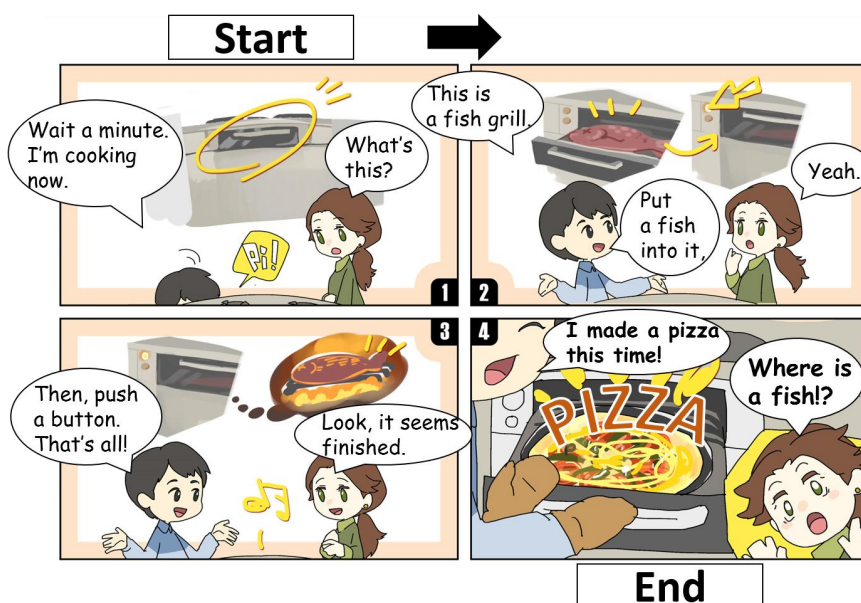 Start
Wait a minute.
I'm cooking
now.
What's
this?
Pi!
1
This is
a fish grill.
Put
a fish
into it,
Yeah.
2
Then, push
a button.
That's all!
Look, it seems
finished.
3
I made a pizza
this time!
PIZZA
Where is
a fish!?
4
End